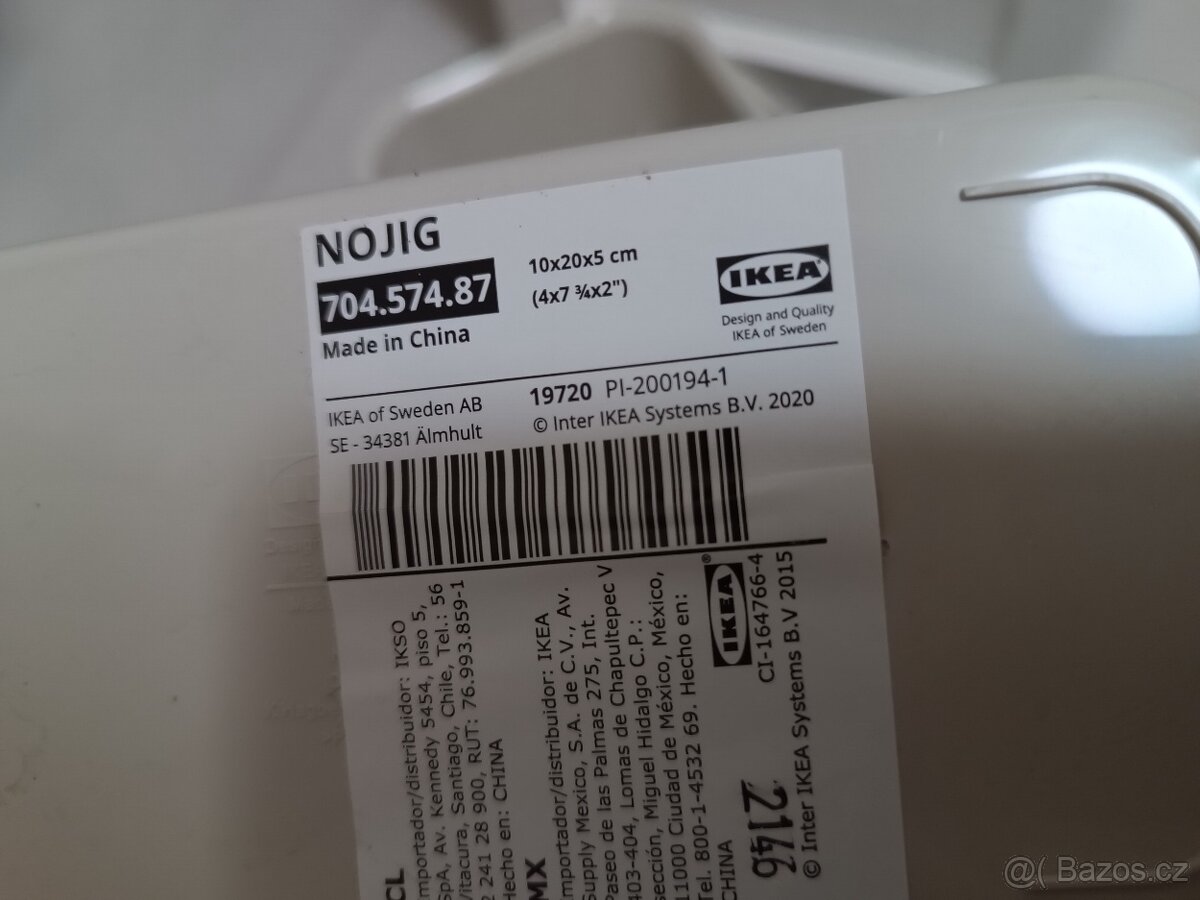 NOJIG
704.574.87
Made in China
10x20x5 cm
(4x7 ¾x2")
IKEA®
Design and Quality
IKEA of Sweden
IKEA of Sweden AB
SE - 34381 Älmhult
19720 PI-200194-1
© Inter IKEA Systems B.V. 2020
CL
mportador/distribuidor: IKSO
SpA, Av. Kennedy 5454, piso 5,
Vitacura, Santiago, Chile, Tel.: 56
2 241 28 900, RUT: 76.993.859-1
Hecho en: CHINA
MX
mportador/distribuidor: IKEA
Supply Mexico, S.A. de C.V., Av.
Paseo de las Palmas 275, Int.
403-404, Lomas de Chapultepec V
sección, Miguel Hidalgo C.P.:
11000 Ciudad de México, México,
Tel. 800-1-4532 69. Hecho en:
CHINA
IKEA®
CI-164766-4
2146
© Inter IKEA Systems B.V 2015
@( Bazos.cz